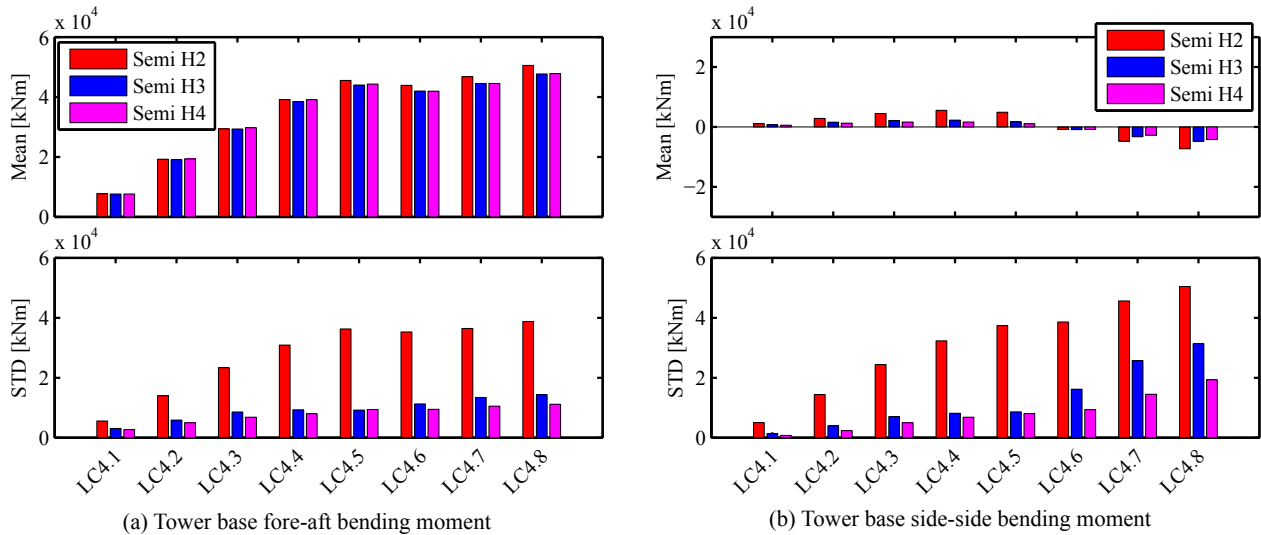 x 10^4
6
4
2
0
Mean [kNm]
Semi H2
Semi H3
Semi H4
x 10^4
6
4
2
0
STD [kNm]
LC4.1
LC4.2
LC4.3
LC4.4
LC4.5
LC4.6
LC4.7
LC4.8
(a) Tower base fore-aft bending moment
x 10^4
2
0
−2
Mean [kNm]
Semi H2
Semi H3
Semi H4
x 10^4
6
4
2
0
STD [kNm]
LC4.1
LC4.2
LC4.3
LC4.4
LC4.5
LC4.6
LC4.7
LC4.8
(b) Tower base side-side bending moment